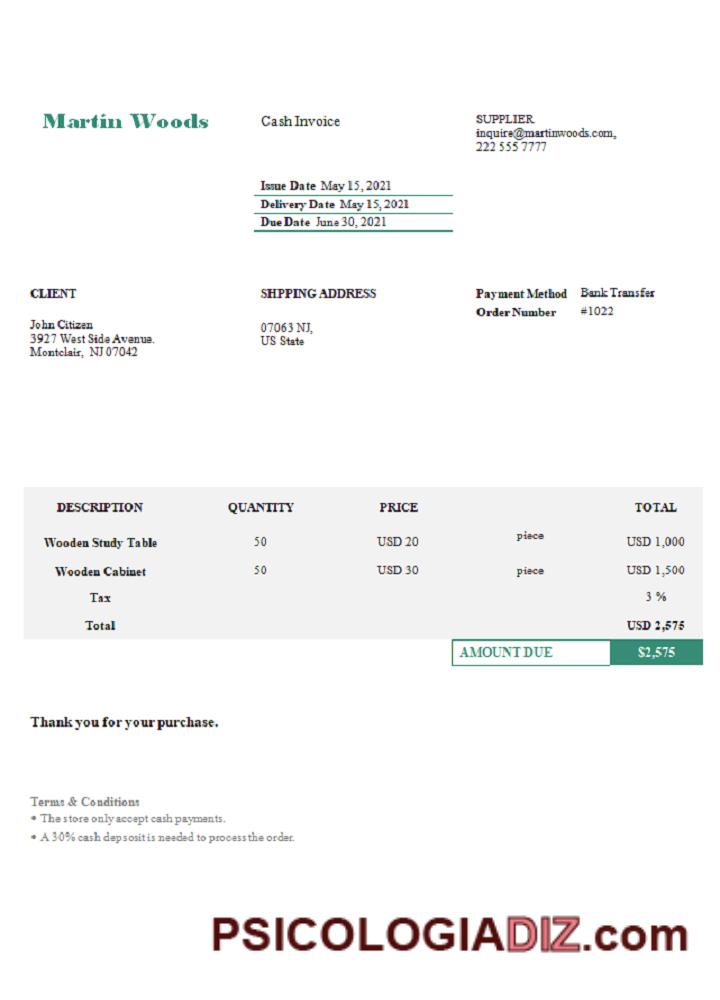 Martin Woods
Cash Invoice
SUPPLIER
inquire@martinwoods.com,
222 555 7777
Issue Date May 15, 2021
Delivery Date May 15, 2021
Due Date June 30, 2021
CLIENT
John Citizen
3927 West Side Avenue.
Montclair, NJ 07042
SHPPING ADDRESS
07063 NJ,
US State
Payment Method Bank Transfer
Order Number #1022
DESCRIPTION QUANTITY PRICE TOTAL
Wooden Study Table 50 USD 20 piece USD 1,000
Wooden Cabinet 50 USD 30 piece USD 1,500
Tax 3 %
Total USD 2,575
AMOUNT DUE $2,575
Thank you for your purchase.
Terms & Conditions
• The store only accept cash payments.
• A 30% cash depsosit is needed to process the order.
PSICOLOGIADIZ.com